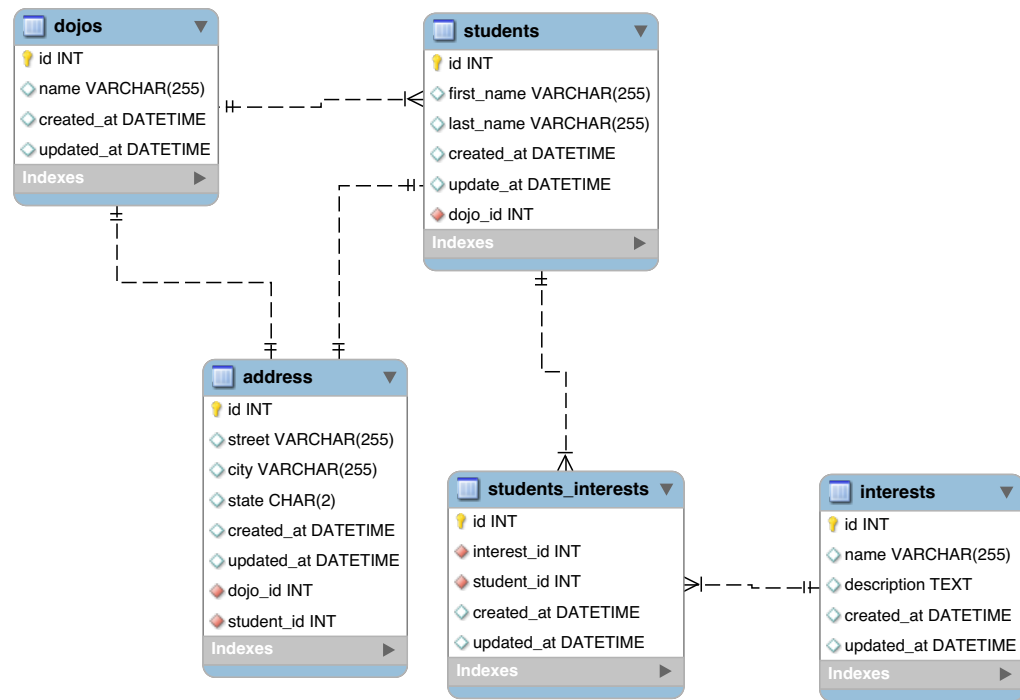 dojos
id INT
name VARCHAR(255)
created_at DATETIME
updated_at DATETIME
Indexes
students
id INT
first_name VARCHAR(255)
last_name VARCHAR(255)
created_at DATETIME
update_at DATETIME
dojo_id INT
Indexes
address
id INT
street VARCHAR(255)
city VARCHAR(255)
state CHAR(2)
created_at DATETIME
updated_at DATETIME
dojo_id INT
student_id INT
Indexes
students_interests
id INT
interest_id INT
student_id INT
created_at DATETIME
updated_at DATETIME
Indexes
interests
id INT
name VARCHAR(255)
description TEXT
created_at DATETIME
updated_at DATETIME
Indexes